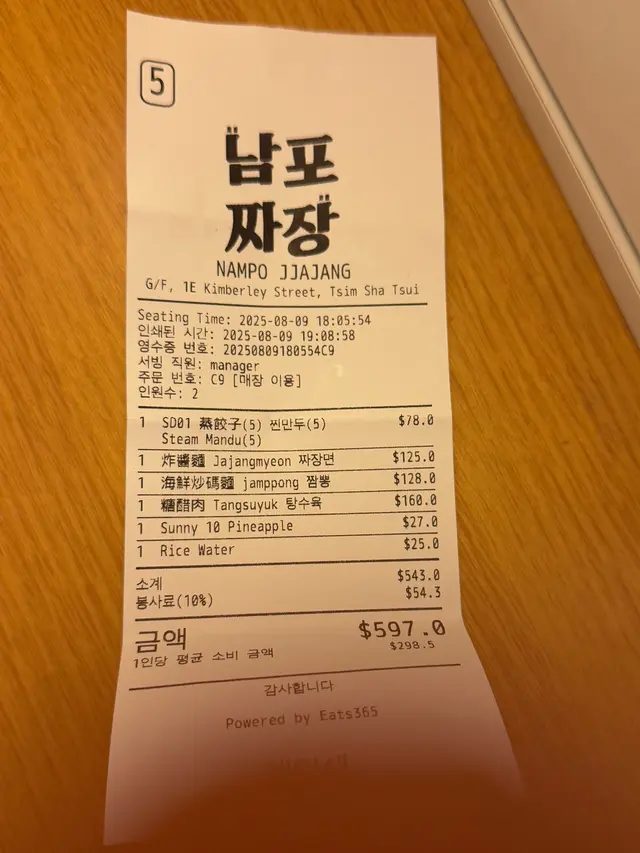 5
남포
짜장
NAMPO JJAJANG
G/F, 1E Kimberley Street, Tsim Sha Tsui
Seating Time: 2025-08-09 18:05:54
인쇄된 시간: 2025-08-09 19:08:58
영수증 번호: 20250809180554C9
서빙 직원: manager
주문 번호: C9 [매장 이용]
인원수: 2
1 SD01 蒸餃子(5) 찐만두(5) $78.0
Steam Mandu(5)
1 炸醬麵 Jajangmyeon 짜장면 $125.0
1 海鮮炒碼麵 jamppong 짬뽕 $128.0
1 糖醋肉 Tangsuyuk 탕수육 $160.0
1 Sunny 10 Pineapple $27.0
1 Rice Water $25.0
소계 $543.0
봉사료(10%) $54.3
금액 $597.0
1인당 평균 소비 금액 $298.5
감사합니다
Powered by Eats365